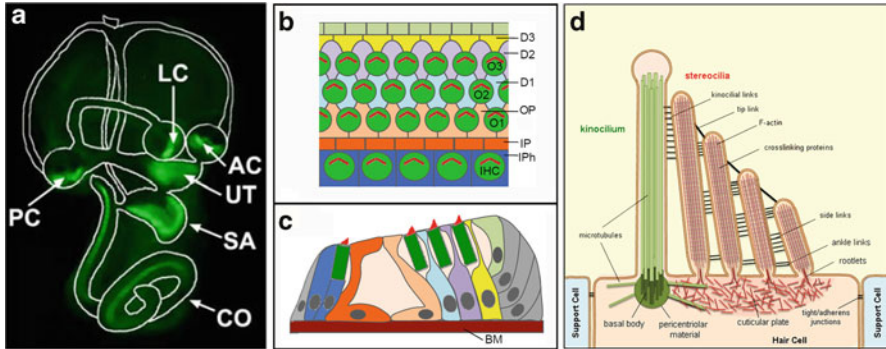 a
LC
AC
UT
PC
SA
CO
b
D3
D2
O3
D1
O2
OP
O1
IP
IPh
IHC
c
BM
d
stereocilia
kinocilial links
tip link
F-actin
kinocilium
crosslinking proteins
side links
microtubules
ankle links
rootlets
Support Cell
basal body
pericentriolar
material
cuticular plate
tight/adherens
junctions
Hair Cell
Support Cell